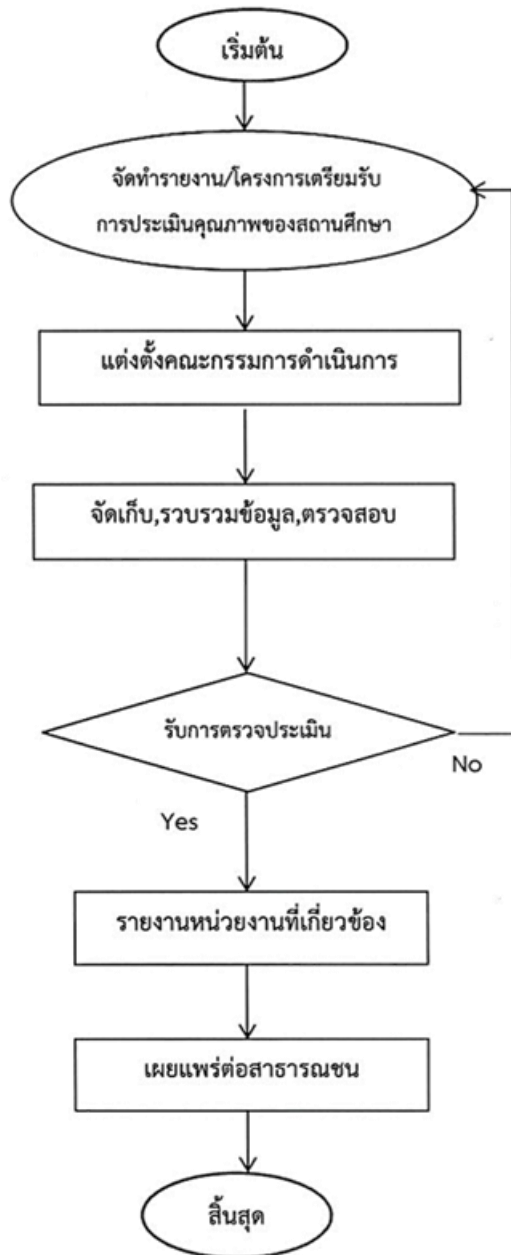 เริ่มต้น
จัดทำรายงาน/โครงการเตรียมรับ
การประเมินคุณภาพของสถานศึกษา
แต่งตั้งคณะกรรมการดำเนินการ
จัดเก็บ,รวบรวมข้อมูล,ตรวจสอบ
รับการตรวจประเมิน
No
Yes
รายงานหน่วยงานที่เกี่ยวข้อง
เผยแพร่ต่อสาธารณชน
สิ้นสุด